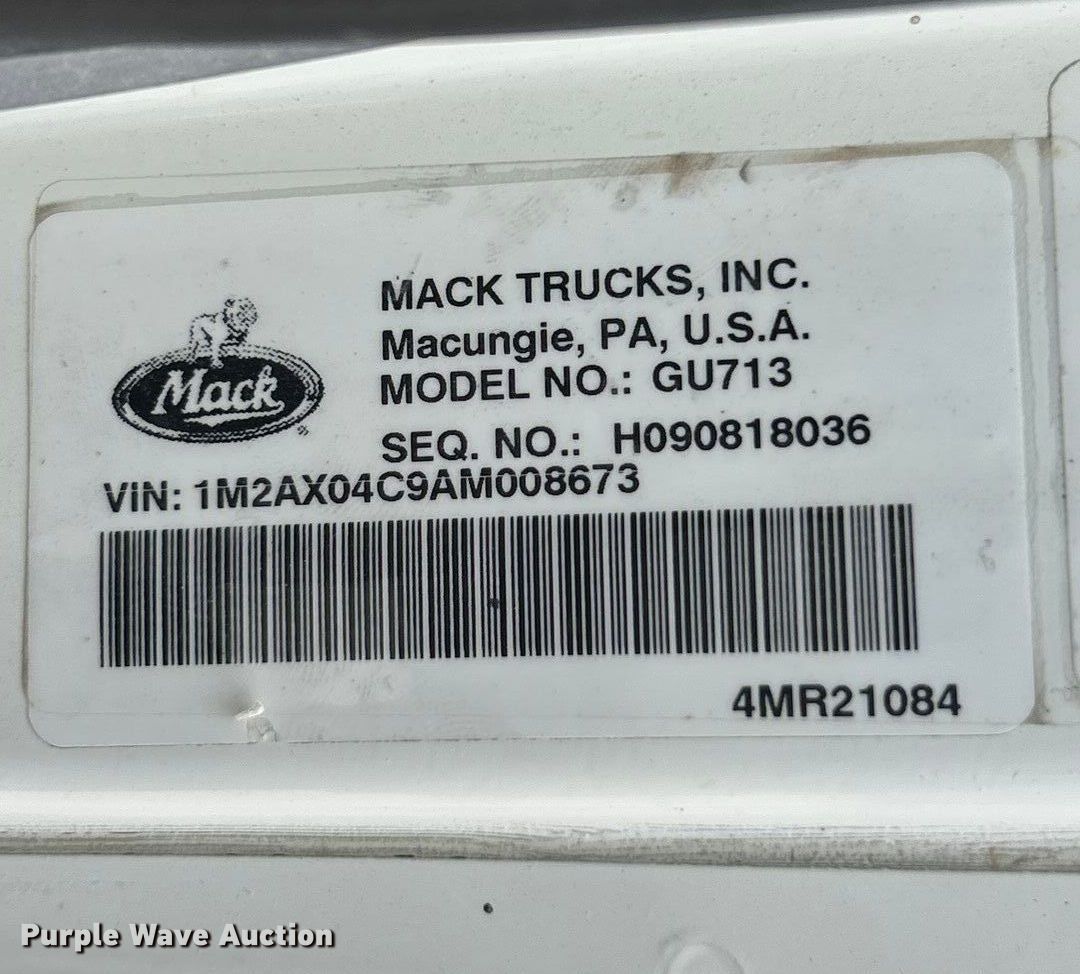 MACK TRUCKS, INC.
Macungie, PA, U.S.A.
Mack
MODEL NO.: GU713
SEQ. NO.: H090818036
VIN: 1M2AX04C9AM008673
4MR21084
Purple Wave Auction